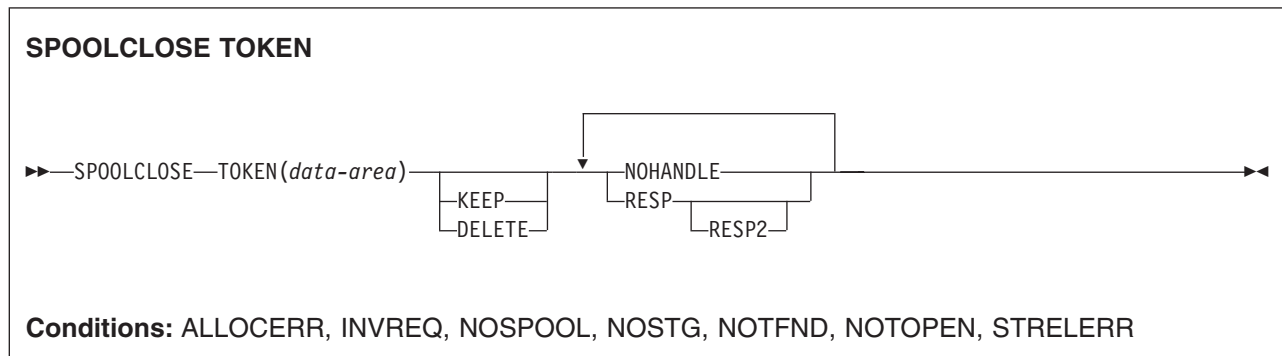 SPOOLCLOSE TOKEN
SPOOLCLOSE TOKEN(data-area) NOHANDLE
KEEP RESP
DELETE RESP2
Conditions: ALLOCERR, INVREQ, NOSPOOL, NOSTG, NOTFND, NOTOPEN, STRELERR